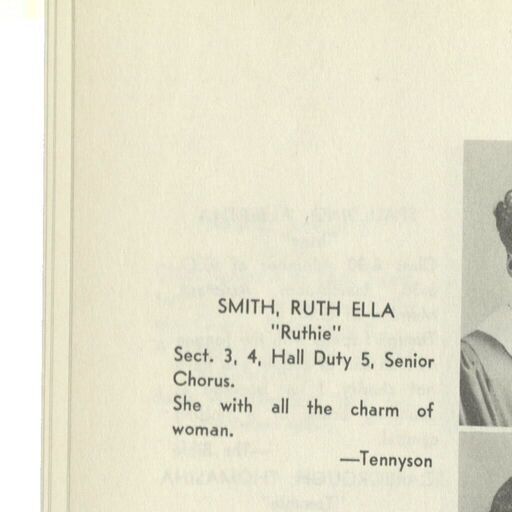 SMITH, RUTH ELLA
"Ruthie"
Sect. 3, 4, Hall Duty 5, Senior
Chorus.
She with all the charm of
woman.
—Tennyson